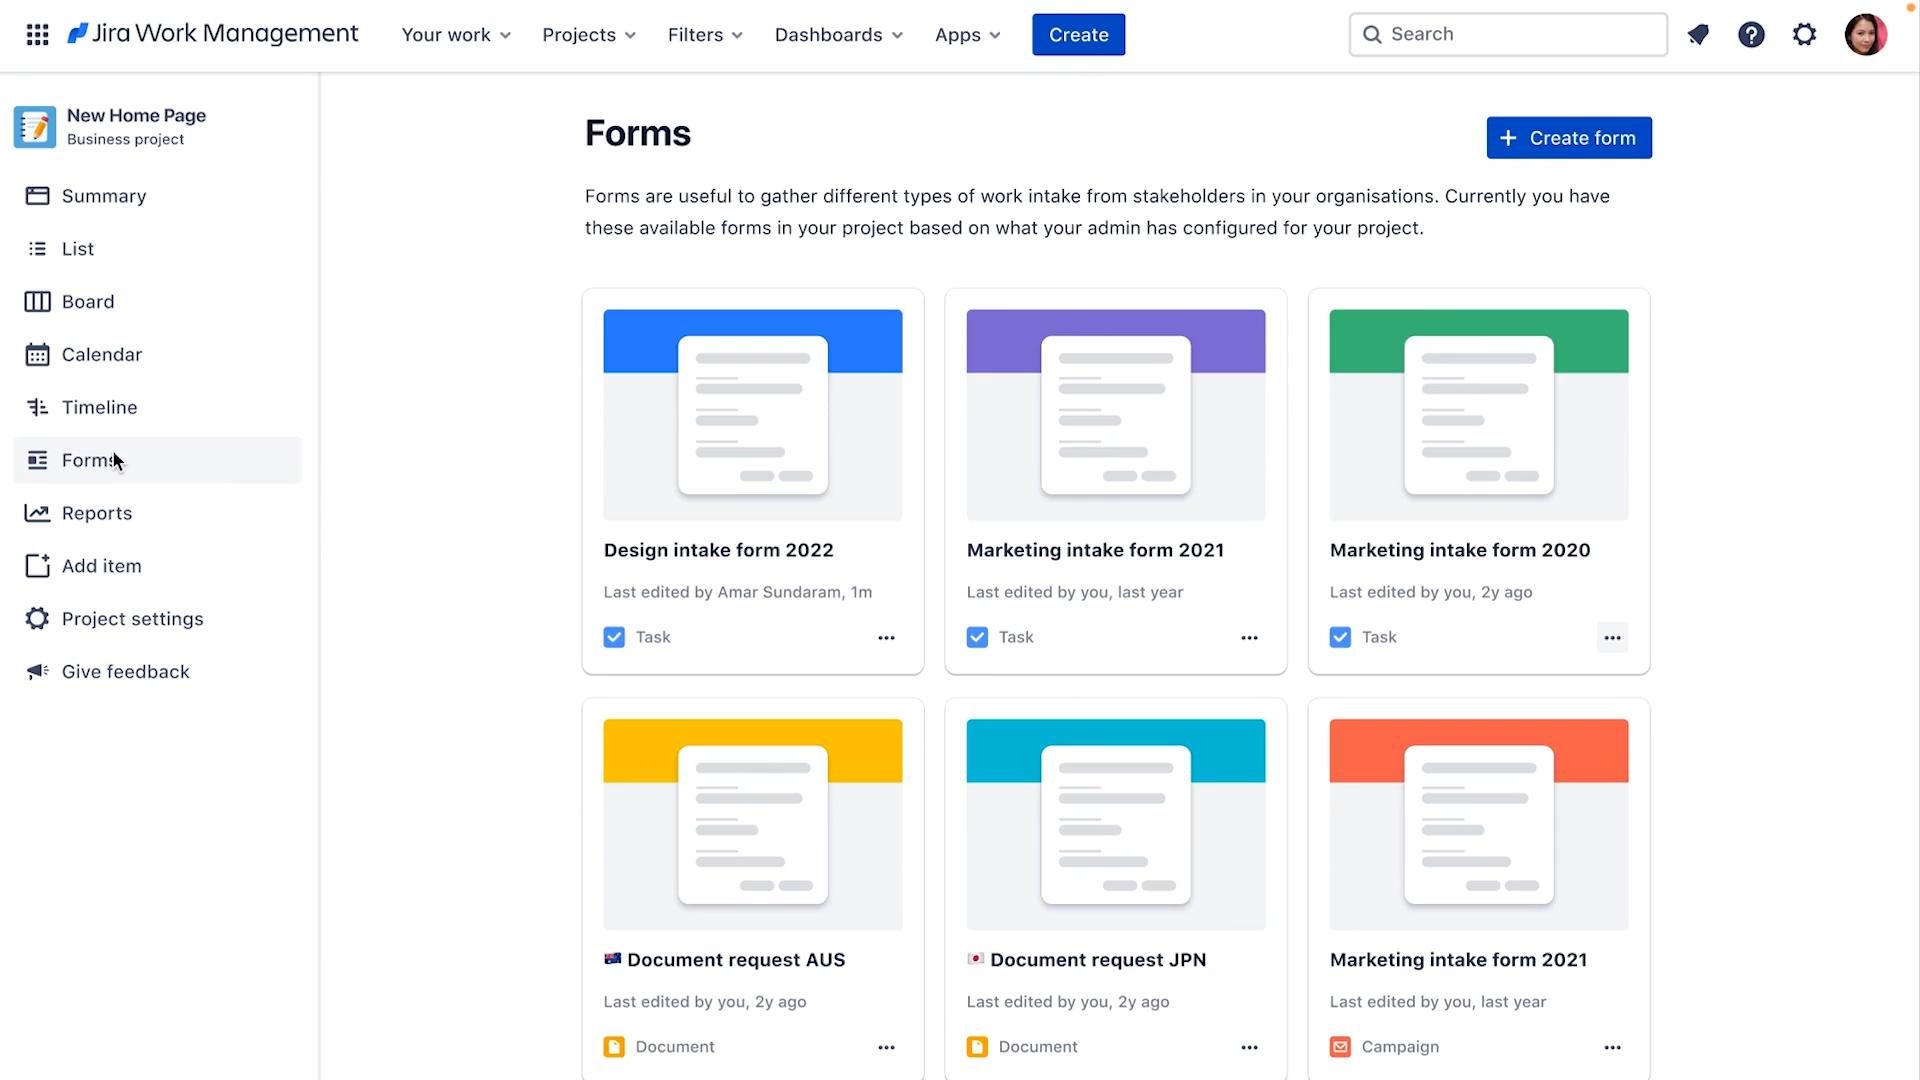 Jira Work Management
Your work
Projects
Filters
Dashboards
Apps
Create
Search
New Home Page
Business project
Summary
List
Board
Calendar
Timeline
Forms
Reports
Add item
Project settings
Give feedback
Forms
+ Create form
Forms are useful to gather different types of work intake from stakeholders in your organisations. Currently you have
these available forms in your project based on what your admin has configured for your project.
Design intake form 2022
Last edited by Amar Sundaram, 1m
Task
Marketing intake form 2021
Last edited by you, last year
Task
Marketing intake form 2020
Last edited by you, 2y ago
Task
Document request AUS
Last edited by you, 2y ago
Document
Document request JPN
Last edited by you, 2y ago
Document
Marketing intake form 2021
Last edited by you, last year
Campaign